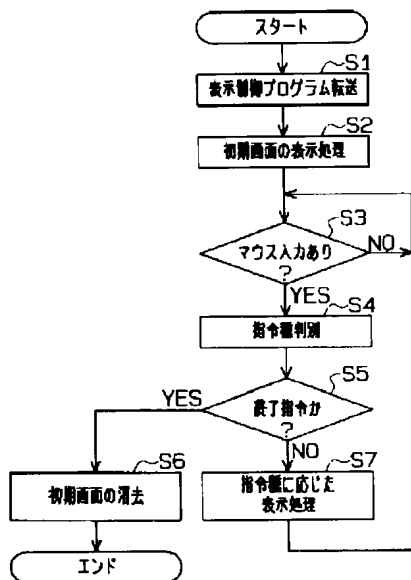 スタート
S1
表示制御プログラム転送
S2
初期画面の表示処理
S3
マウス入力あり
?
NO
YES
S4
指令種判別
S5
終了指令か
?
YES
NO
S6
初期画面の消去
S7
指令種に応じた
表示処理
エンド